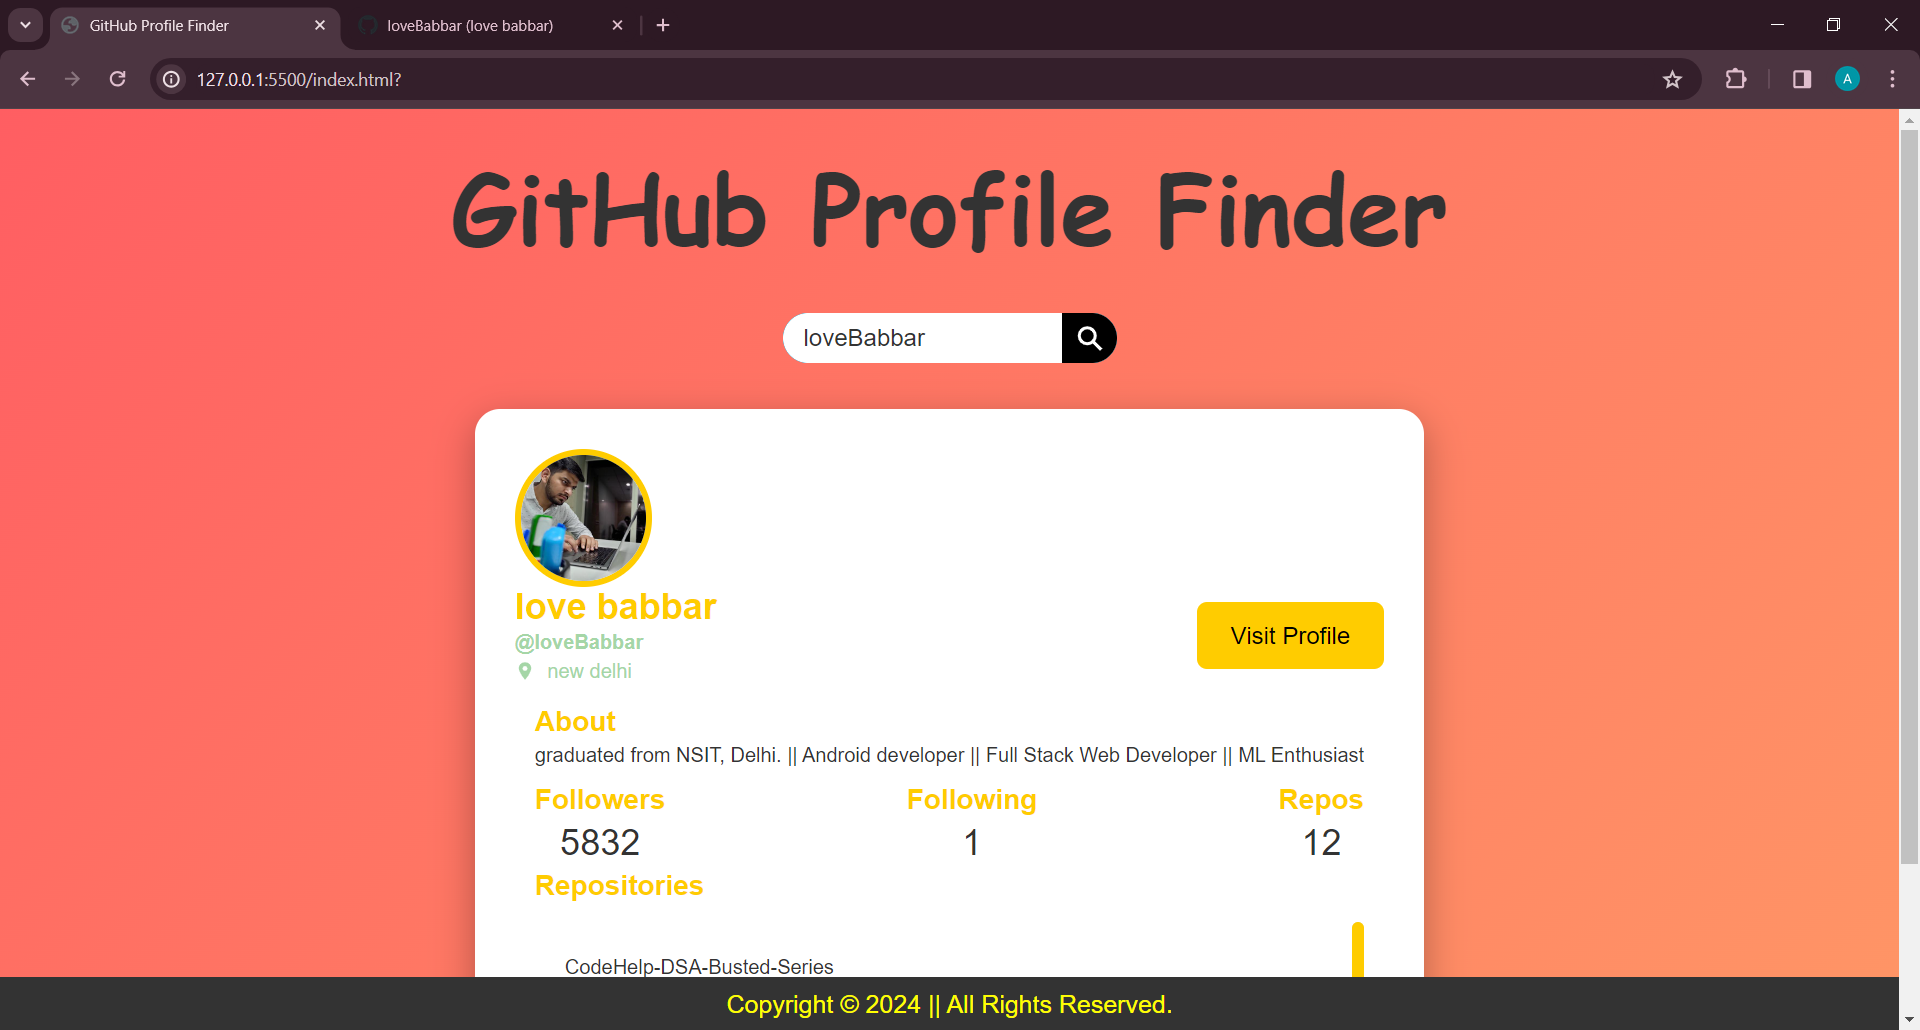 GitHub Profile Finder
loveBabbar (love babbar)
127.0.0.1:5500/index.html?
A
GitHub Profile Finder
loveBabbar
love babbar
@loveBabbar
new delhi
Visit Profile
About
graduated from NSIT, Delhi. || Android developer || Full Stack Web Developer || ML Enthusiast
Followers Following Repos
5832 1 12
Repositories
CodeHelp-DSA-Busted-Series
Copyright © 2024 || All Rights Reserved.